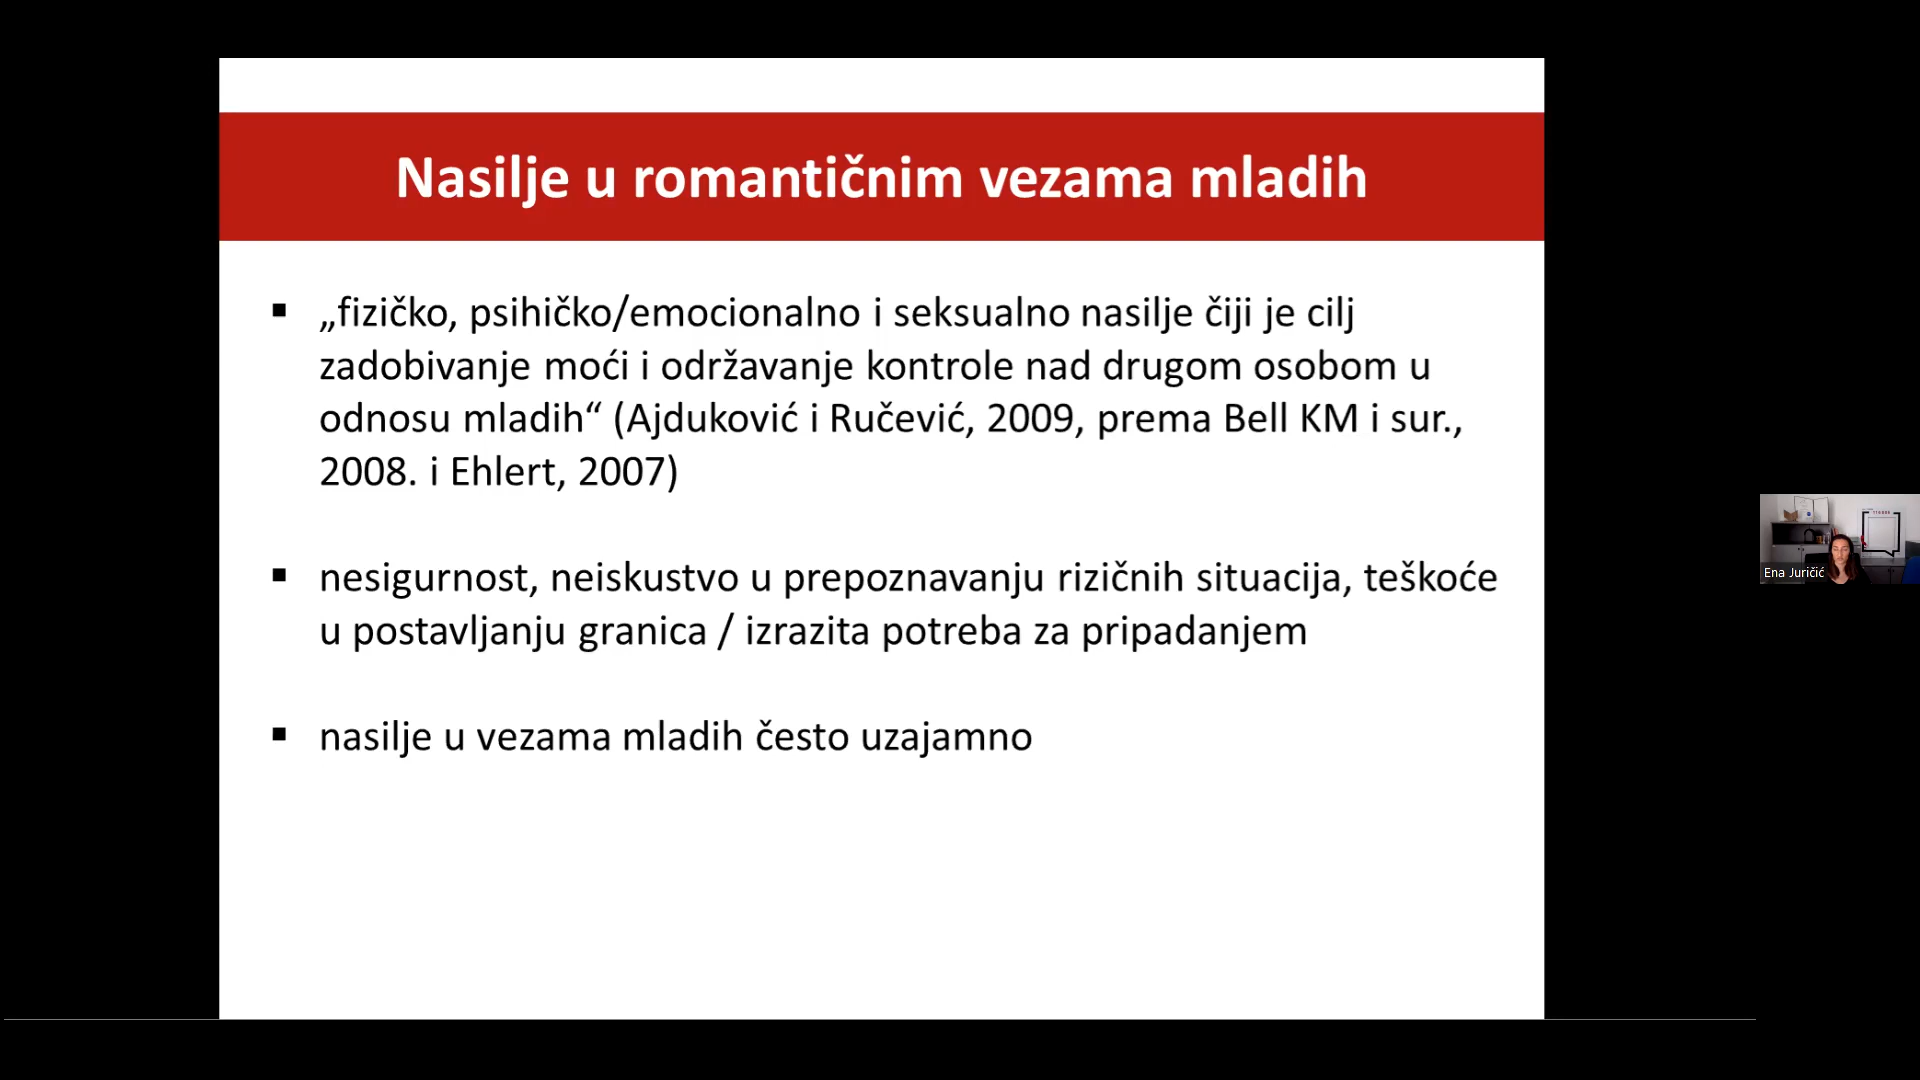 Nasilje u romantičnim vezama mladih
▪ „fizičko, psihičko/emocionalno i seksualno nasilje čiji je cilj
zadobivanje moći i održavanje kontrole nad drugom osobom u
odnosu mladih“ (Ajduković i Ručević, 2009, prema Bell KM i sur.,
2008. i Ehlert, 2007)
▪ nesigurnost, neiskustvo u prepoznavanju rizičnih situacija, teškoće
u postavljanju granica / izrazita potreba za pripadanjem
▪ nasilje u vezama mladih često uzajamno
Ena Juričić